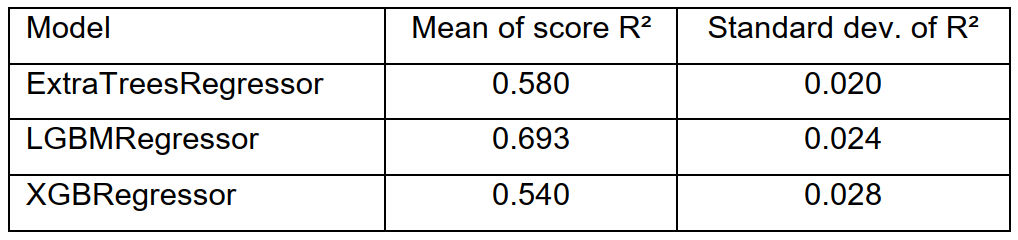 Model Mean of score R² Standard dev. of R²
ExtraTreesRegressor 0.580 0.020
LGBMRegressor 0.693 0.024
XGBRegressor 0.540 0.028